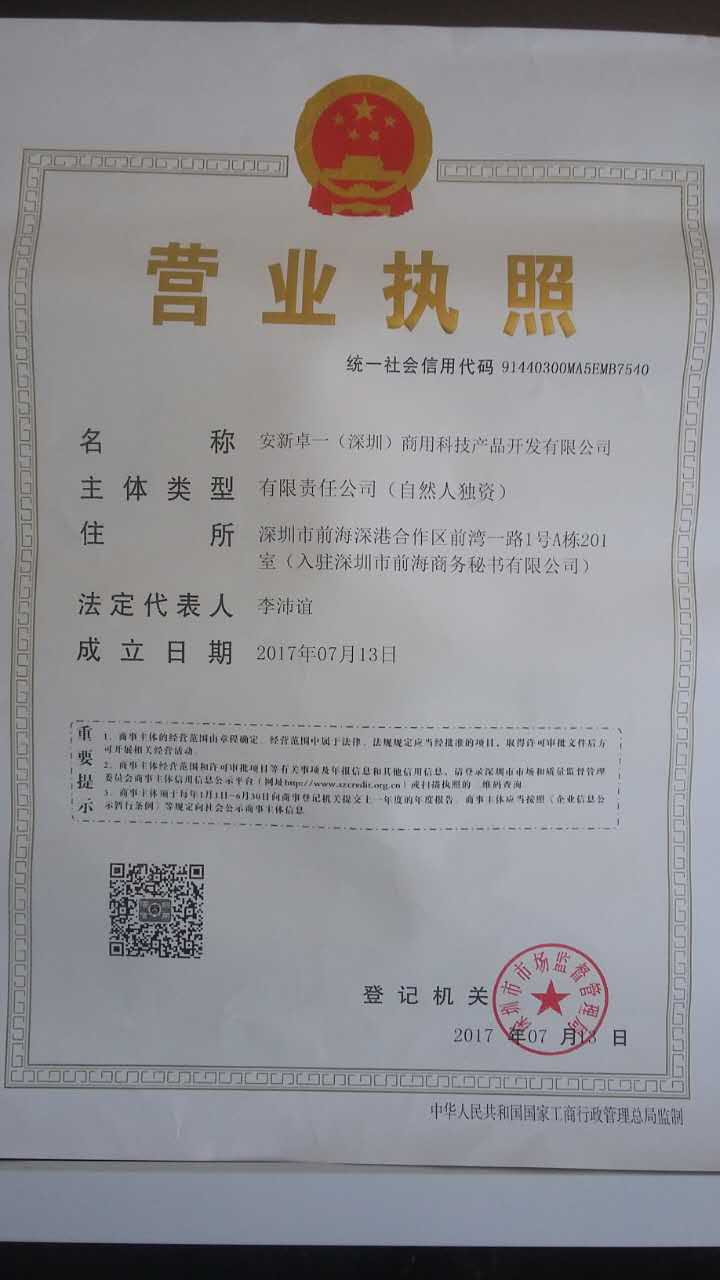 营业执照
统一社会信用代码 91440300MA5EMB7540
名称 安新卓一（深圳）商用科技产品开发有限公司
主体类型 有限责任公司（自然人独资）
住所 深圳市前海深港合作区前湾一路1号A栋201
室（入驻深圳市前海商务秘书有限公司）
法定代表人 李沛谊
成立日期 2017年07月13日
重要提示
1．商事主体的经营范围由章程确定。经营范围中属于法律、法规规定应当经批准的项目，取得许可审批文件后方
可开展相关经营活动。
2．商事主体经营范围和许可审批项目等有关事项及年报信息和其他信用信息，请登录深圳市市场和质量监督管理
委员会商事主体信用信息公示平台（网址http://www.szcredit.org.cn）或扫描执照的二维码查询。
3．商事主体须于每年1月1日-6月30日向商事登记机关提交上一年度的年度报告。商事主体应当按照《企业信息公
示暂行条例》等规定向社会公示商事主体信息。
登记机关
深圳市市场监督管理局
2017 年07 月13 日
中华人民共和国国家工商行政管理总局监制